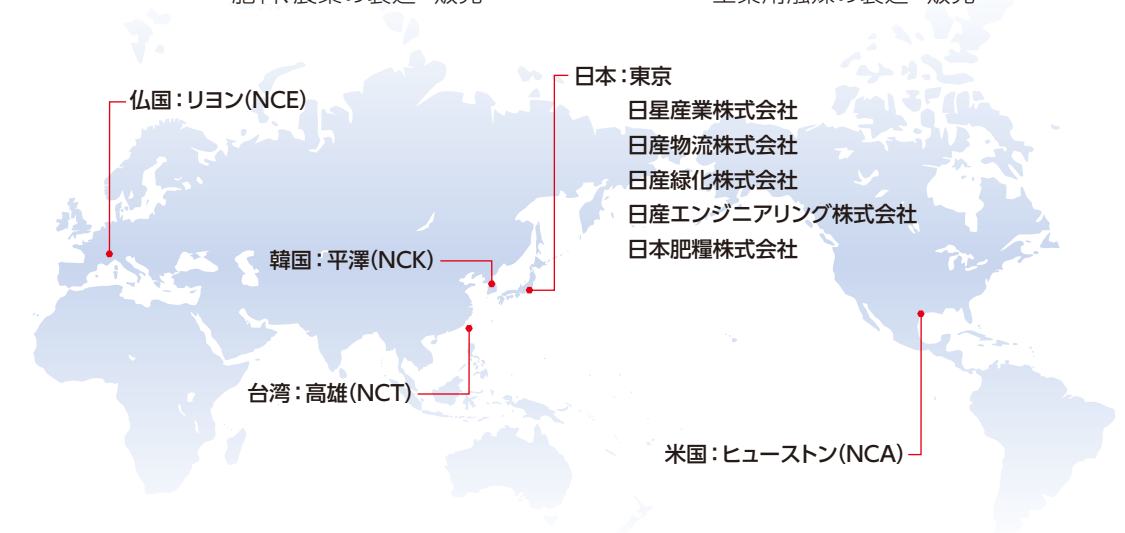 日本：東京
日星産業株式会社
日産物流株式会社
日産緑化株式会社
日産エンジニアリング株式会社
日本肥糧株式会社
仏国：リヨン(NCE)
韓国：平澤(NCK)
台湾：高雄(NCT)
米国：ヒューストン(NCA)